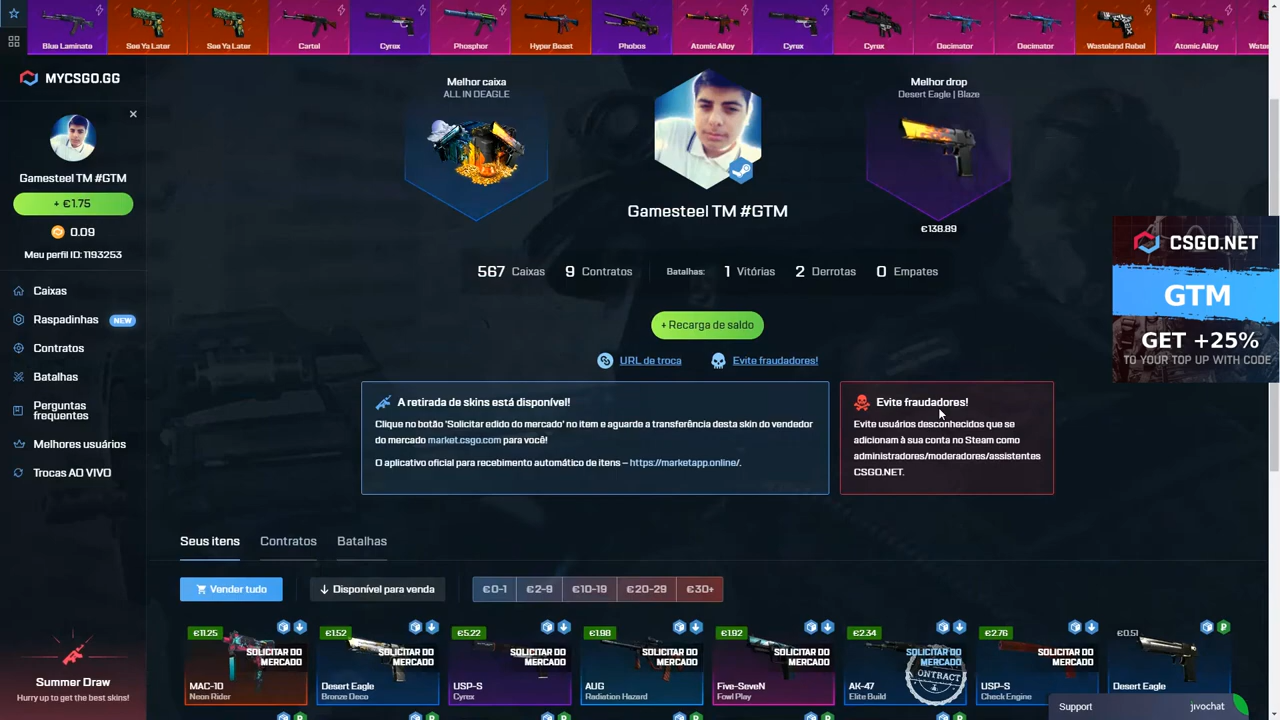 Blue Laminate
See Ya Later
See Ya Later
Cartel
Cyrex
Phosphor
Hyper Beast
Phobos
Atomic Alloy
Cyrex
Cyrex
Decimator
Decimator
Wasteland Rebel
Atomic Alloy
MYCSGO.GG
Gamesteel TM #GTM
+ €1.75
0.09
Meu perfil ID: 1193253
Caixas
Raspadinhas NEW
Contratos
Batalhas
Perguntas
frequentes
Melhores usuários
Trocas AO VIVO
Summer Draw
Hurry up to get the best skins!
Melhor caixa
ALL IN DEAGLE
Melhor drop
Desert Eagle | Blaze
€138.89
Gamesteel TM #GTM
567 Caixas 9 Contratos Batalhas: 1 Vitórias 2 Derrotas 0 Empates
+ Recarga de saldo
URL de troca Evite fraudadores!
A retirada de skins está disponível!
Clique no botão 'Solicitar edido do mercado' no item e aguarde a transferência desta skin do vendedor
do mercado market.csgo.com para você!
O aplicativo oficial para recebimento automático de itens – https://marketapp.online/.
Evite fraudadores!
Evite usuários desconhecidos que se
adicionam à sua conta no Steam como
administradores/moderadores/assistentes
CSGO.NET.
CSGO.NET
GTM
GET +25%
TO YOUR TOP UP WITH CODE
Seus itens Contratos Batalhas
Vender tudo Disponível para venda €0-1 €2-9 €10-19 €20-29 €30+
€11.25
SOLICITAR DO
MERCADO
MAC-10
Neon Rider
€1.52
SOLICITAR DO
MERCADO
Desert Eagle
Bronze Deco
€5.22
SOLICITAR DO
MERCADO
USP-S
Cyrex
€1.98
SOLICITAR DO
MERCADO
AUG
Radiation Hazard
€1.92
SOLICITAR DO
MERCADO
Five-SeveN
Fowl Play
€2.34
SOLICITAR DO
MERCADO
ONTRACT
AK-47
Elite Build
€2.76
SOLICITAR DO
MERCADO
USP-S
Check Engine
€0.51
P
Desert Eagle
Support jivochat